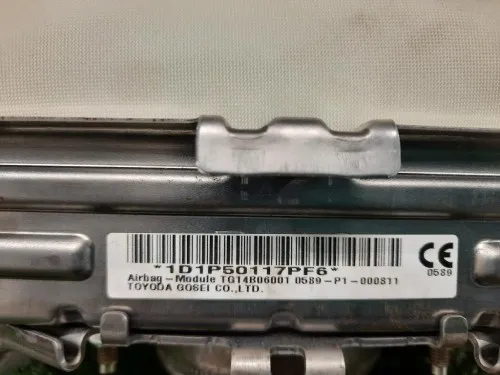 *1D1P50117PF6*
Airbag-Module TG14R06001 0589-P1-000811
TOYODA GOSEI CO.,LTD.
CE
0589